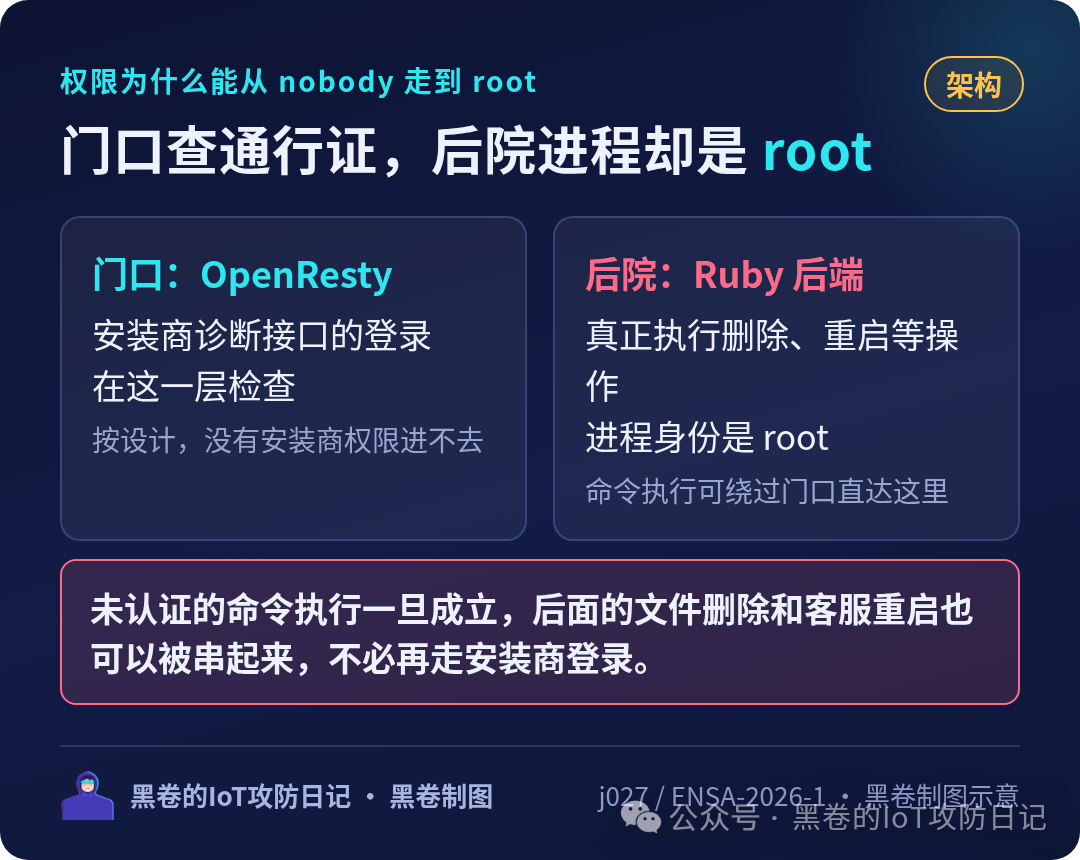 权限为什么能从 nobody 走到 root
架构
门口查通行证，后院进程却是 root
门口：OpenResty
安装商诊断接口的登录
在这一层检查
按设计，没有安装商权限进不去
后院：Ruby 后端
真正执行删除、重启等操
作
进程身份是 root
命令执行可绕过门口直达这里
未认证的命令执行一旦成立，后面的文件删除和客服重启也
可以被串起来，不必再走安装商登录。
黑卷的IoT攻防日记 · 黑卷制图
j027 / ENSA-2026-1 · 黑卷制图示意
公众号 · 黑卷的IoT攻防日记